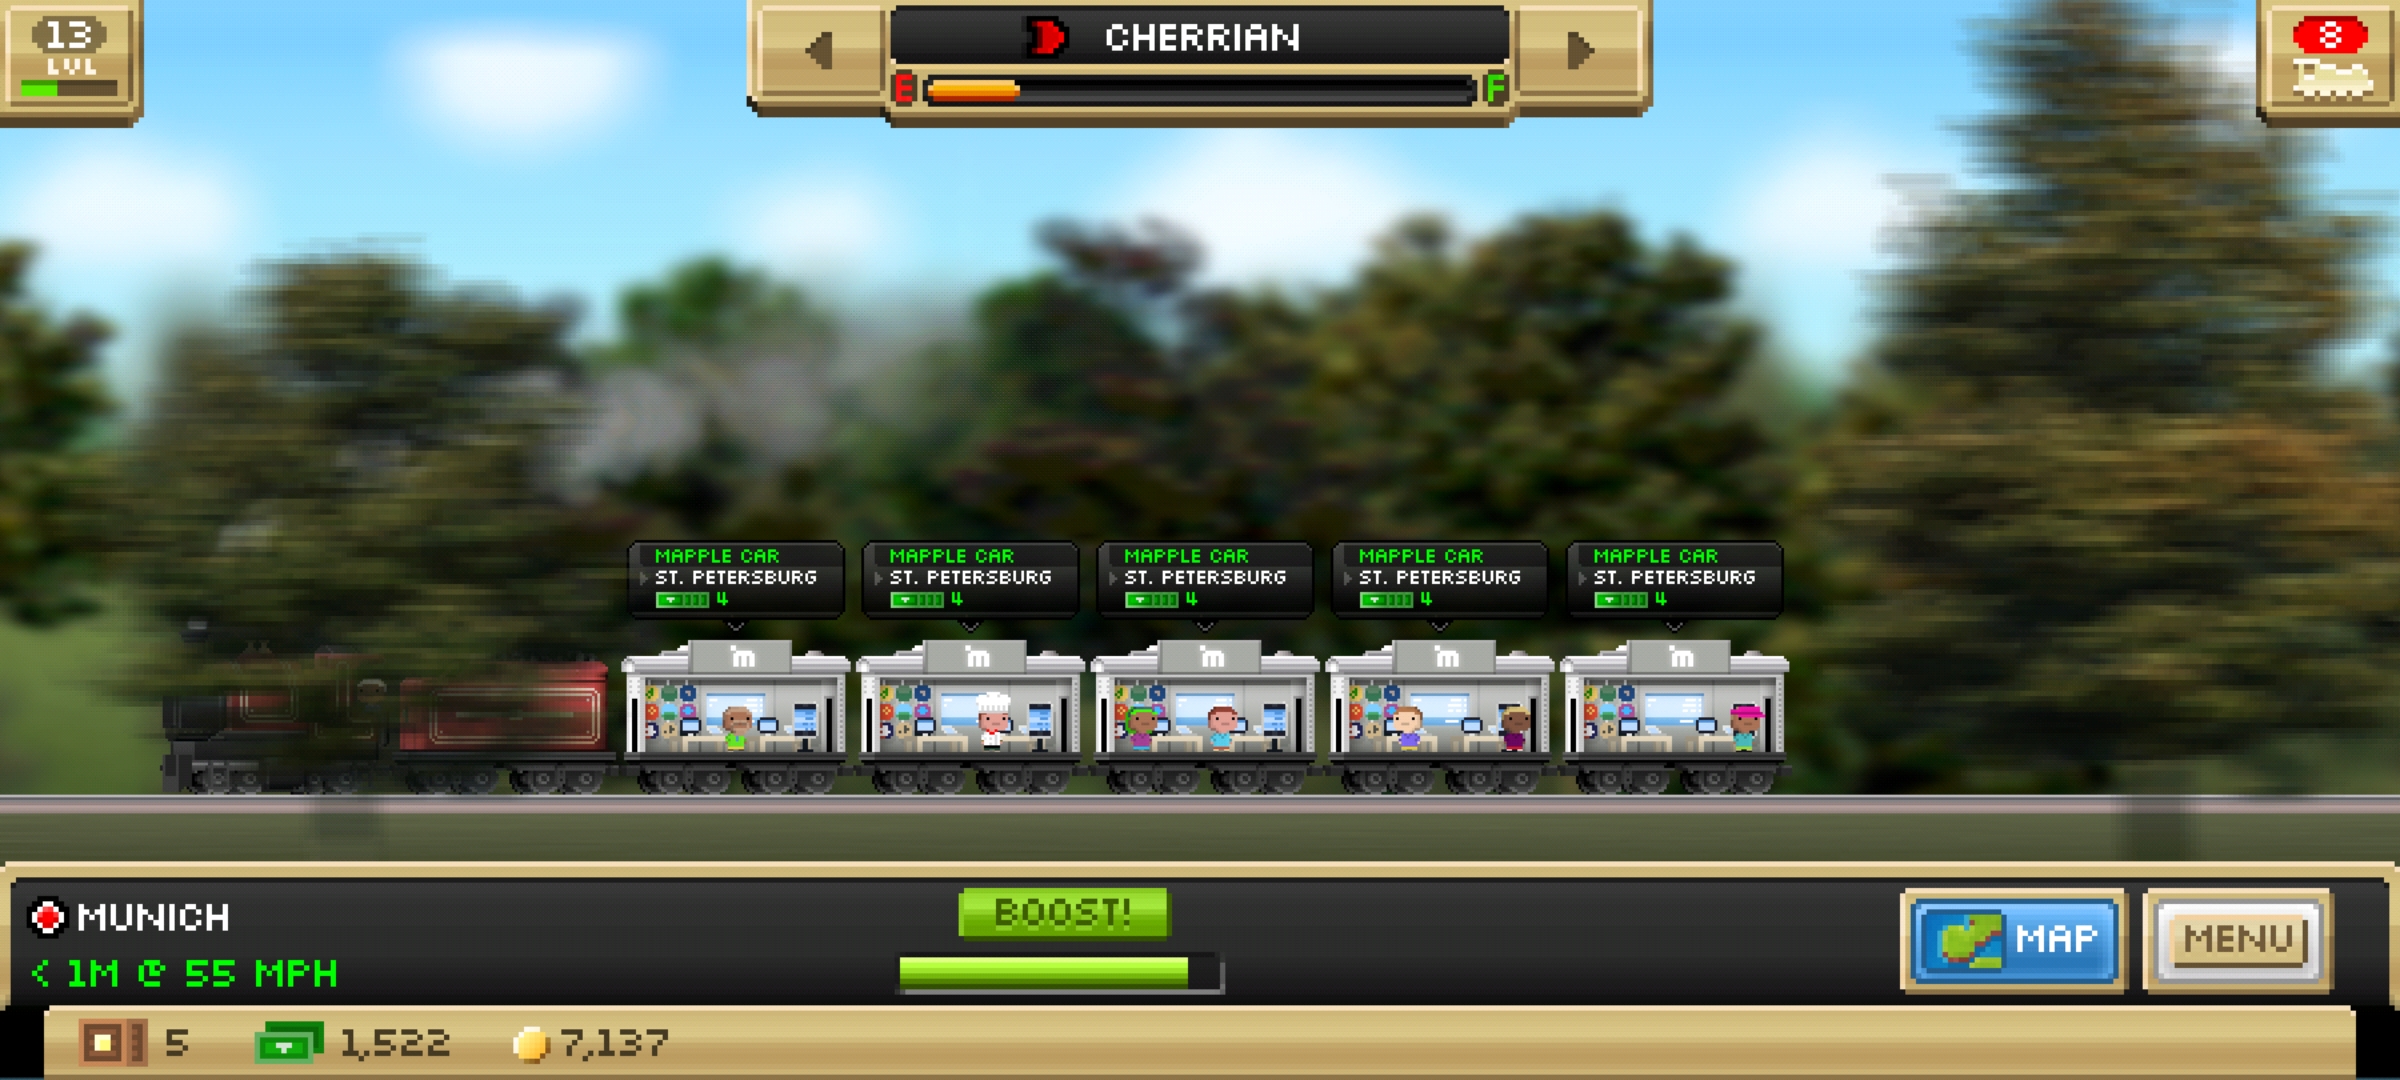 13
LVL
CHERRIAN
E
F
8
MAPPLE CAR
ST. PETERSBURG
4
MAPPLE CAR
ST. PETERSBURG
4
MAPPLE CAR
ST. PETERSBURG
4
MAPPLE CAR
ST. PETERSBURG
4
MAPPLE CAR
ST. PETERSBURG
4
m
m
m
m
m
MUNICH
< 1M @ 55 MPH
BOOST!
MAP
MENU
5
1,522
7,137